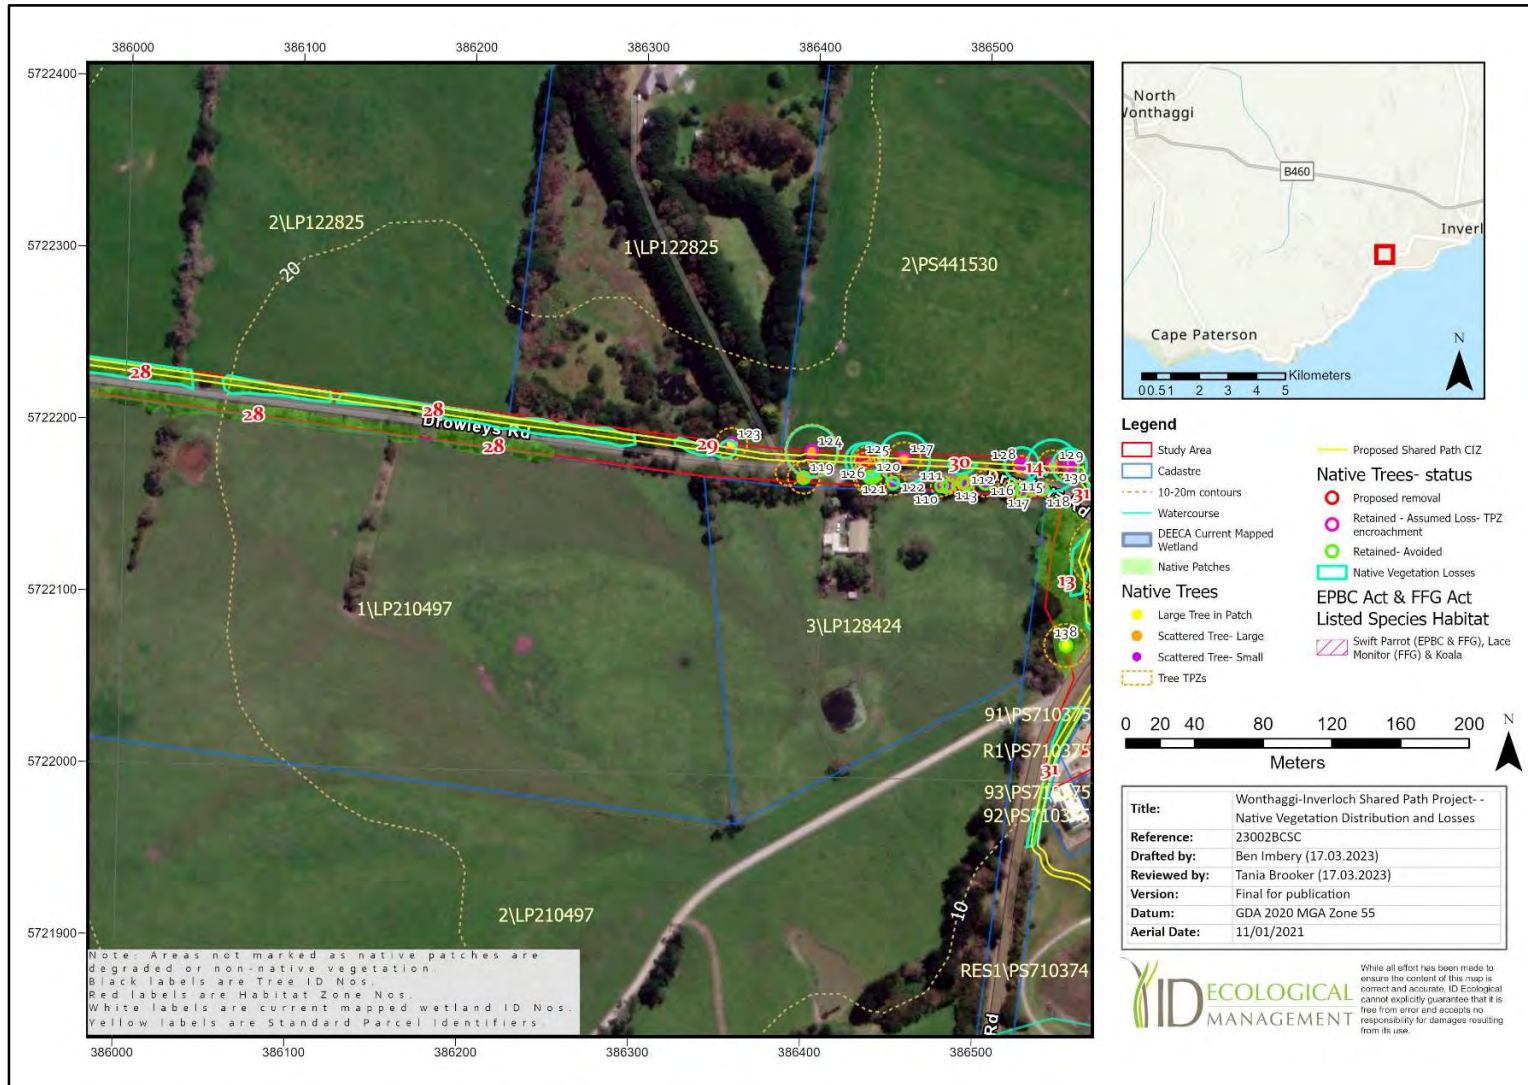 386000 386100 386200 386300 386400 386500
5722400
5722300
5722200
5722100
5722000
5721900
386000 386100 386200 386300 386400 386500
2\LP122825
20
1\LP122825
2\PS441530
28
28
28
28
Drowleys Rd
29
123
124
119
125
126
120
121
127
122
111
110
30
112
113
128
116
14
115
117
129
130
118
31
Rd
13
138
1\LP210497
3\LP128424
91\PS710375
R1\PS710375
31
93\PS710375
92\PS710375
2\LP210497
10
RES1\PS710374
Rd
Note: Areas not marked as native patches are
degraded or non-native vegetation.
Black labels are Tree ID Nos.
Red labels are Habitat Zone Nos.
White labels are current mapped wetland ID Nos.
Yellow labels are Standard Parcel Identifiers.
North
Wonthaggi
B460
Inverl
Cape Paterson
N
Kilometers
0 0.5 1 2 3 4 5
Legend
Study Area
Cadastre
10-20m contours
Watercourse
DEECA Current Mapped
Wetland
Native Patches
Native Trees
Large Tree in Patch
Scattered Tree- Large
Scattered Tree- Small
Tree TPZs
Proposed Shared Path CIZ
Native Trees- status
Proposed removal
Retained - Assumed Loss- TPZ
encroachment
Retained- Avoided
Native Vegetation Losses
EPBC Act & FFG Act
Listed Species Habitat
Swift Parrot (EPBC & FFG), Lace
Monitor (FFG) & Koala
0 20 40 80 120 160 200
Meters
N
Title: Wonthaggi-Inverloch Shared Path Project- -
Native Vegetation Distribution and Losses
Reference: 23002BCSC
Drafted by: Ben Imbery (17.03.2023)
Reviewed by: Tania Brooker (17.03.2023)
Version: Final for publication
Datum: GDA 2020 MGA Zone 55
Aerial Date: 11/01/2021
ID ECOLOGICAL
MANAGEMENT
While all effort has been made to
ensure the content of this map is
correct and accurate, ID Ecological
cannot explicitly guarantee that it is
free from error and accepts no
responsibility for damages resulting
from its use.